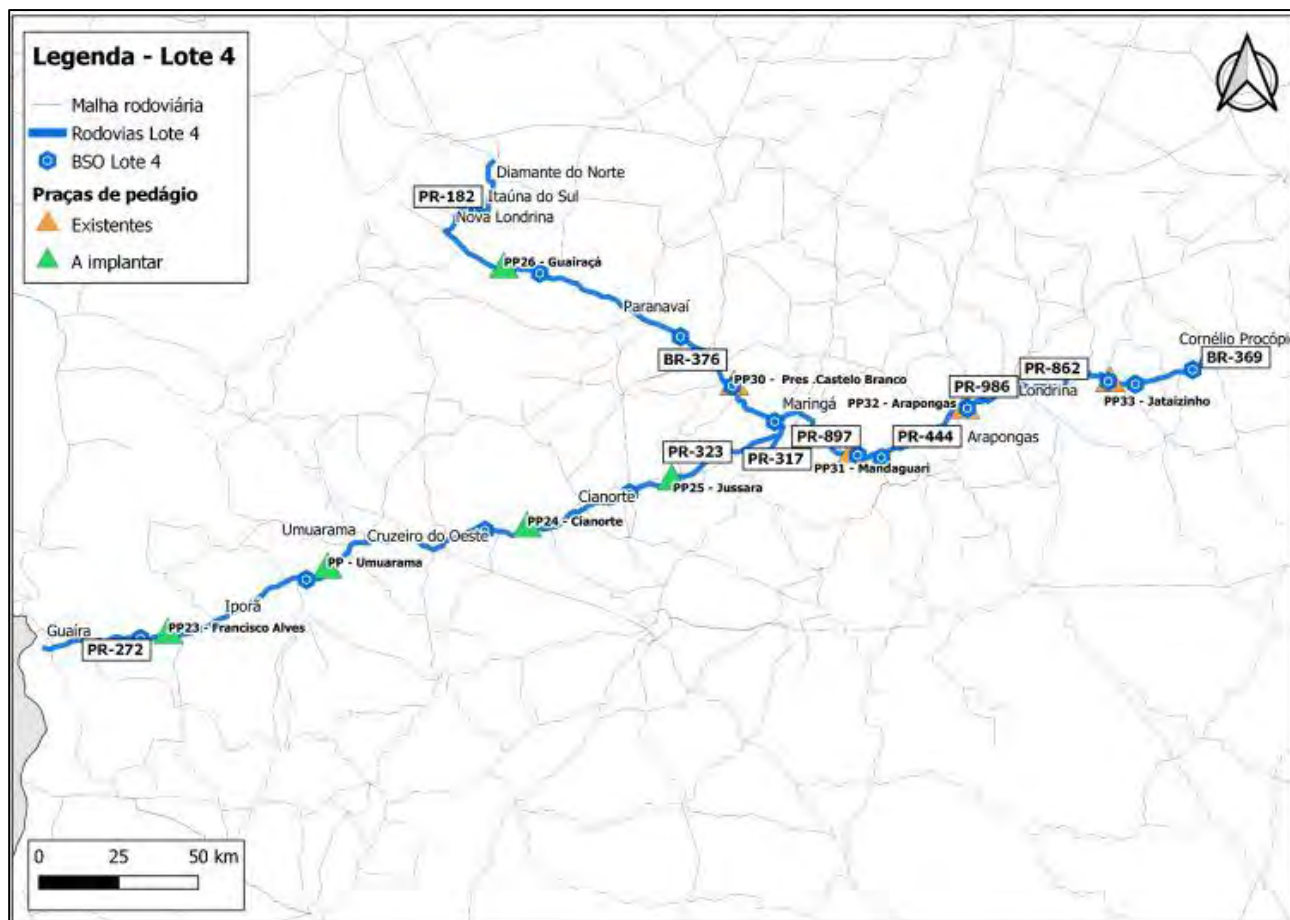 Legenda - Lote 4
Malha rodoviária
Rodovias Lote 4
BSO Lote 4
Praças de pedágio
Existentes
A implantar
Diamante do Norte
PR-182
Itaúna do Sul
Nova Londrina
PP26 - Guairaçá
Paranavaí
BR-376
Cornélio Procópi
BR-369
PR-862
PP30 - Pres .Castelo Branco
PR-986
Londrina
PP33 - Jataizinho
Maringá
PP32 - Arapongas
PR-897
PR-444
Arapongas
PR-323
PR-317
PP31 - Mandaguari
PP25 - Jussara
Cianorte
PP24 - Cianorte
Umuarama
Cruzeiro do Oeste
PP - Umuarama
Iporã
Guaíra
PP23 - Francisco Alves
PR-272
0 25 50 km